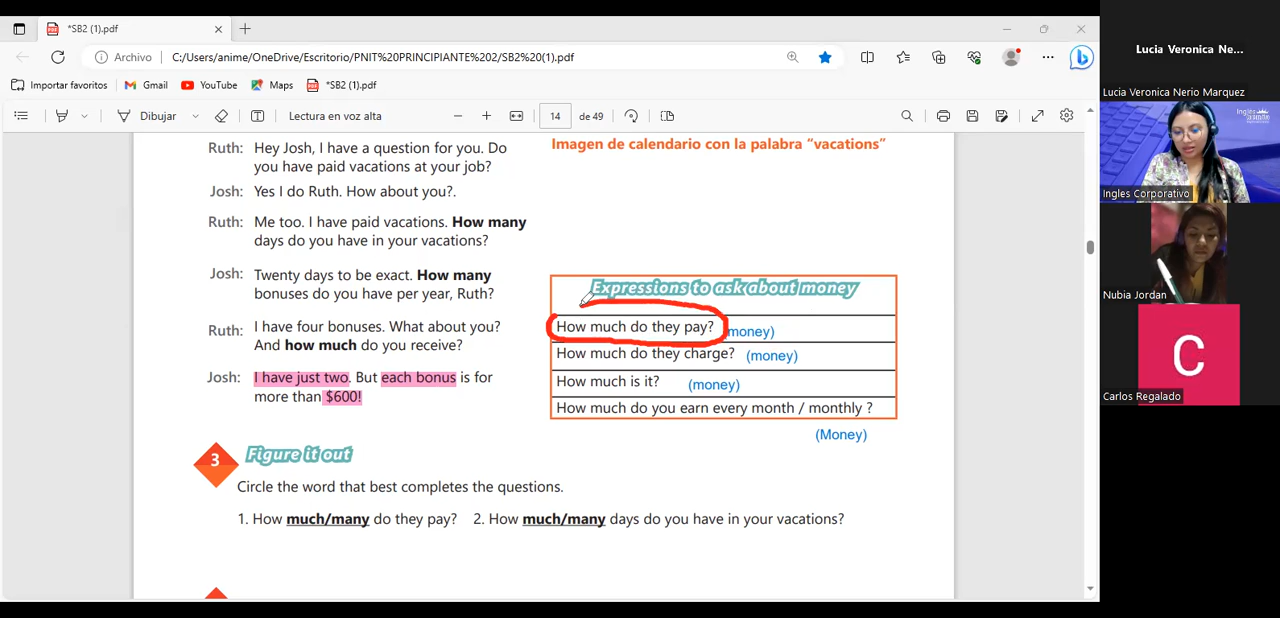 *SB2 (1).pdf
Archivo
C:/Users/anime/OneDrive/Escritorio/PNIT%20PRINCIPIANTE%202/SB2%20(1).pdf
Importar favoritos
Gmail
YouTube
Maps
*SB2 (1).pdf
Dibujar
Lectura en voz alta
14
de 49
Ruth: Hey Josh, I have a question for you. Do
you have paid vacations at your job?
Josh: Yes I do Ruth. How about you?.
Ruth: Me too. I have paid vacations. How many
days do you have in your vacations?
Josh: Twenty days to be exact. How many
bonuses do you have per year, Ruth?
Ruth: I have four bonuses. What about you?
And how much do you receive?
Josh: I have just two. But each bonus is for
more than $600!
Imagen de calendario con la palabra “vacations”
Expressions to ask about money
How much do they pay? money)
How much do they charge? (money)
How much is it? (money)
How much do you earn every month / monthly ?
(Money)
3 Figure it out
Circle the word that best completes the questions.
1. How much/many do they pay? 2. How much/many days do you have in your vacations?
Lucia Veronica Ne...
Lucia Veronica Nerio Marquez
Ingles Corporativo
Nubia Jordan
C
Carlos Regalado